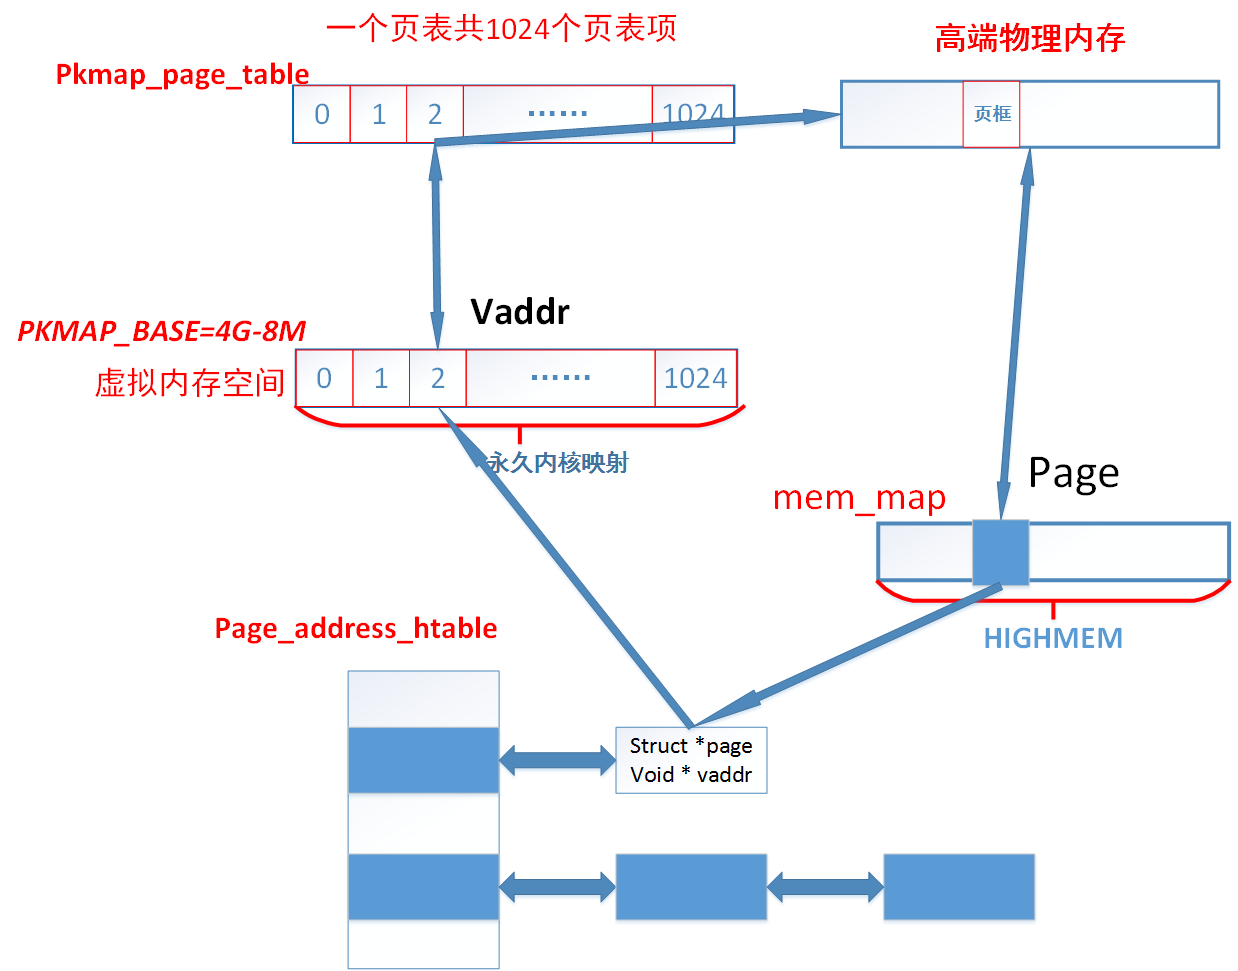 一个页表共1024个页表项
高端物理内存
Pkmap_page_table
0 1 2 …… 1024
页框
Vaddr
PKMAP_BASE=4G-8M
虚拟内存空间
0 1 2 …… 1024
永久内核映射
Page
mem_map
Page_address_htable
HIGHMEM
Struct *page
Void * vaddr